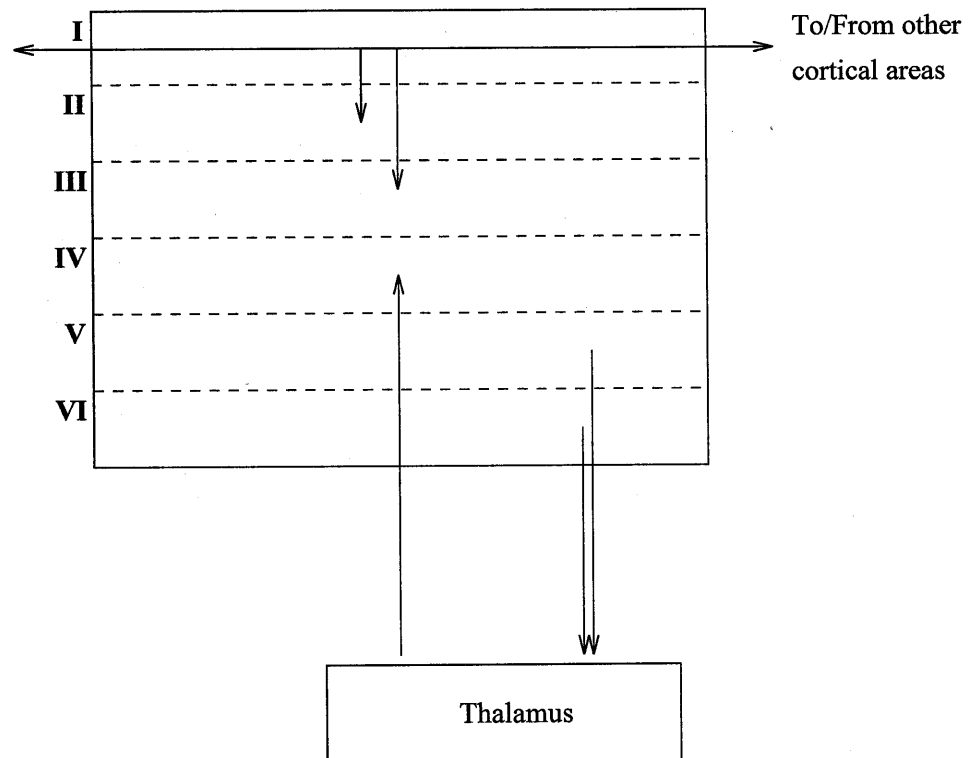 I
To/From other
cortical areas
II
III
IV
V
VI
Thalamus